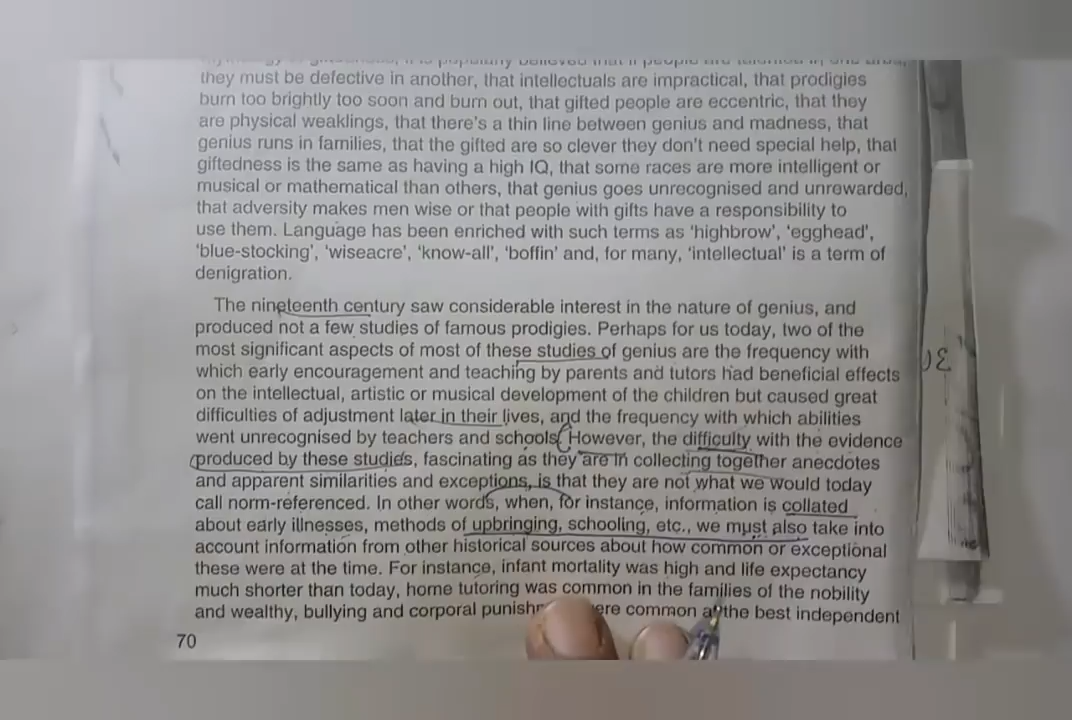 they must be defective in another, that intellectuals are impractical, that prodigies
burn too brightly too soon and burn out, that gifted people are eccentric, that they
are physical weaklings, that there's a thin line between genius and madness, that
genius runs in families, that the gifted are so clever they don't need special help, that
giftedness is the same as having a high IQ, that some races are more intelligent or
musical or mathematical than others, that genius goes unrecognised and unrewarded,
that adversity makes men wise or that people with gifts have a responsibility to
use them. Language has been enriched with such terms as 'highbrow', 'egghead',
'blue-stocking', 'wiseacre', 'know-all', 'boffin' and, for many, 'intellectual' is a term of
denigration.
The nineteenth century saw considerable interest in the nature of genius, and
produced not a few studies of famous prodigies. Perhaps for us today, two of the
most significant aspects of most of these studies of genius are the frequency with
which early encouragement and teaching by parents and tutors had beneficial effects
on the intellectual, artistic or musical development of the children but caused great
difficulties of adjustment later in their lives, and the frequency with which abilities
went unrecognised by teachers and schools. However, the difficulty with the evidence
produced by these studies, fascinating as they are in collecting together anecdotes
and apparent similarities and exceptions, is that they are not what we would today
call norm-referenced. In other words, when, for instance, information is collated
about early illnesses, methods of upbringing, schooling, etc., we must also take into
account information from other historical sources about how common or exceptional
these were at the time. For instance, infant mortality was high and life expectancy
much shorter than today, home tutoring was common in the families of the nobility
and wealthy, bullying and corporal common at the best independent
70